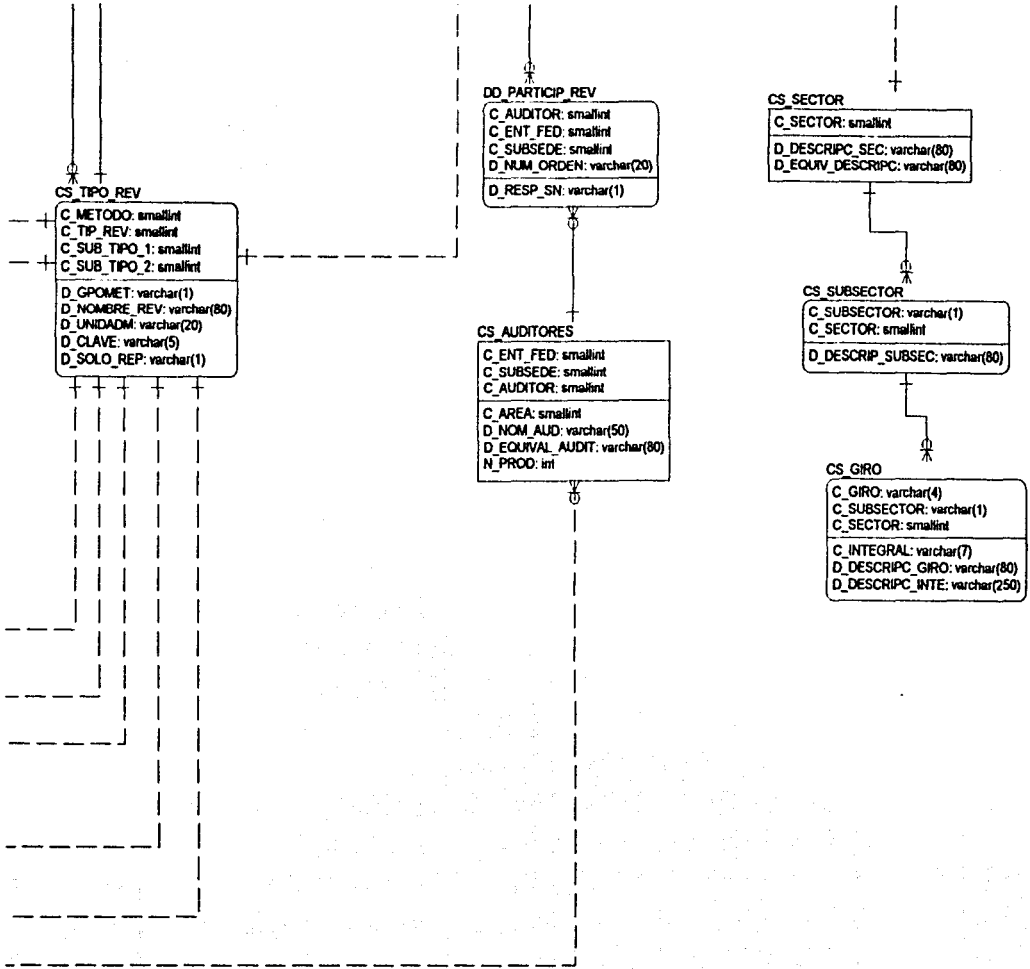 CS_TIPO_REV
C_METODO: smallint
C_TIP_REV: smallint
C_SUB_TIPO_1: smallint
C_SUB_TIPO_2: smallint
D_GPOMET: varchar(1)
D_NOMBRE_REV: varchar(80)
D_UNIDADM: varchar(20)
D_CLAVE: varchar(5)
D_SOLO_REP: varchar(1)
DD_PARTICIP_REV
C_AUDITOR: smallint
C_ENT_FED: smallint
C_SUBSEDE: smallint
D_NUM_ORDEN: varchar(20)
D_RESP_SN: varchar(1)
CS_AUDITORES
C_ENT_FED: smallint
C_SUBSEDE: smallint
C_AUDITOR: smallint
C_AREA: smallint
D_NOM_AUD: varchar(50)
D_EQUIVAL_AUDIT: varchar(80)
N_PROD: int
CS_SECTOR
C_SECTOR: smallint
D_DESCRIPC_SEC: varchar(80)
D_EQUIV_DESCRIPC: varchar(80)
CS_SUBSECTOR
C_SUBSECTOR: varchar(1)
C_SECTOR: smallint
D_DESCRIP_SUBSEC: varchar(80)
CS_GIRO
C_GIRO: varchar(4)
C_SUBSECTOR: varchar(1)
C_SECTOR: smallint
C_INTEGRAL: varchar(7)
D_DESCRIPC_GIRO: varchar(80)
D_DESCRIPC_INTE: varchar(250)